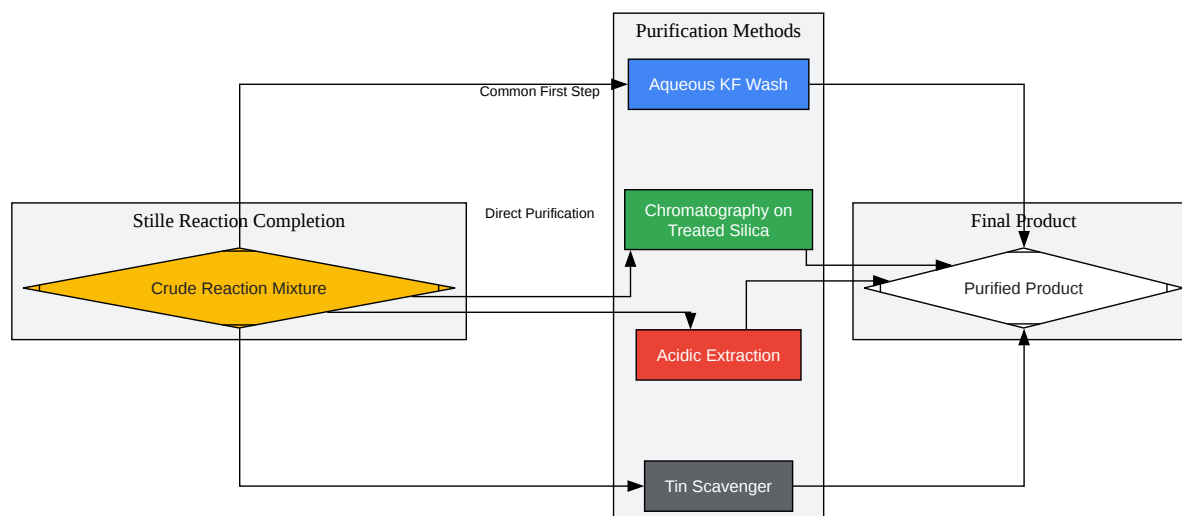 Purification Methods
Aqueous KF Wash
Common First Step
Stille Reaction Completion
Direct Purification
Chromatography on
Treated Silica
Final Product
Crude Reaction Mixture
Purified Product
Acidic Extraction
Tin Scavenger